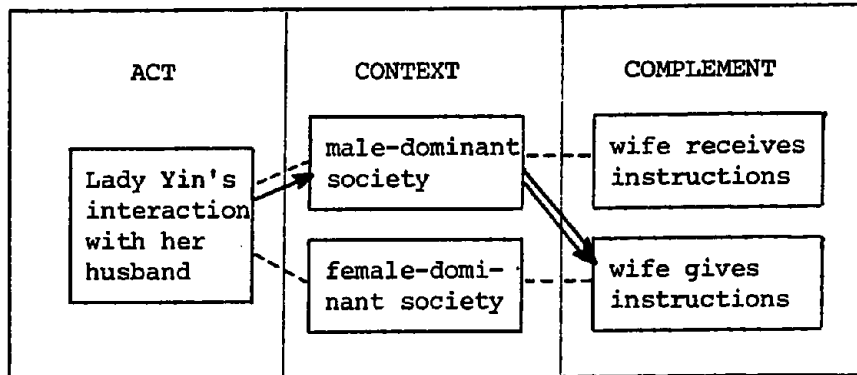 ACT
CONTEXT
COMPLEMENT
Lady Yin's
interaction
with her
husband
male-dominant
society
female-domi-
nant society
wife receives
instructions
wife gives
instructions